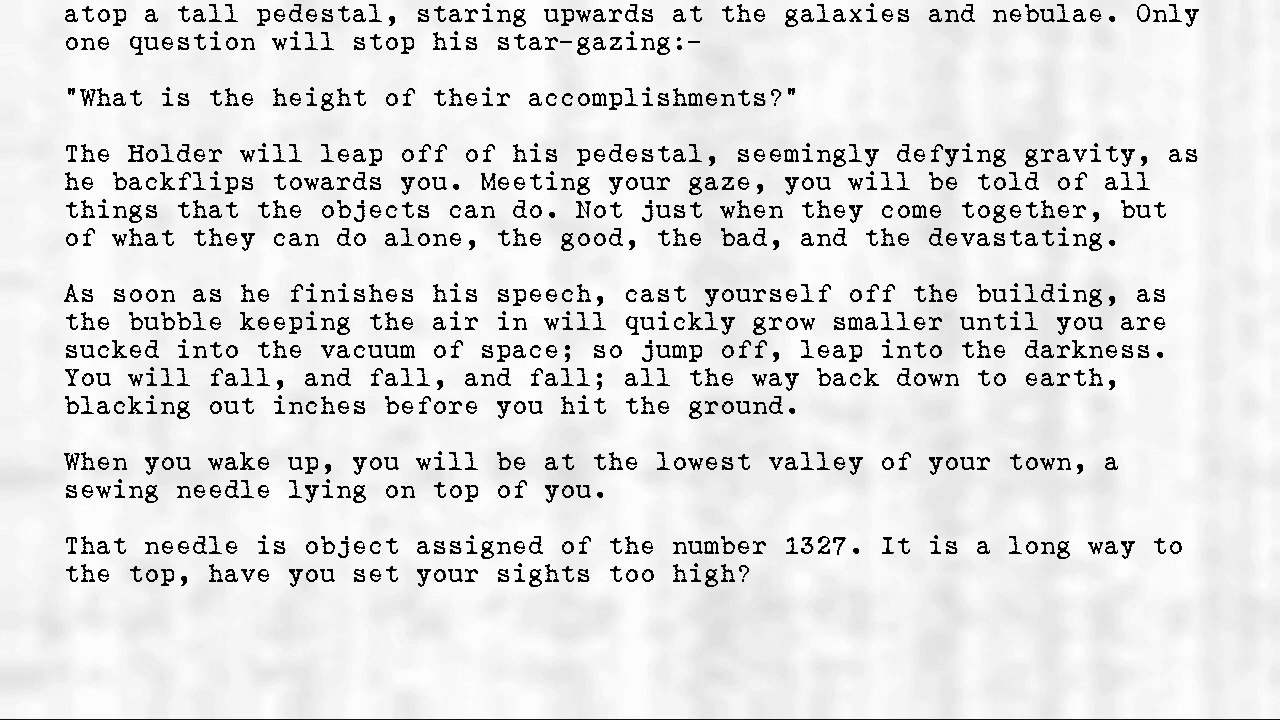 atop a tall pedestal, staring upwards at the galaxies and nebulae. Only
one question will stop his star-gazing:-
"What is the height of their accomplishments?"
The Holder will leap off of his pedestal, seemingly defying gravity, as
he backflips towards you. Meeting your gaze, you will be told of all
things that the objects can do. Not just when they come together, but
of what they can do alone, the good, the bad, and the devastating.
As soon as he finishes his speech, cast yourself off the building, as
the bubble keeping the air in will quickly grow smaller until you are
sucked into the vacuum of space; so jump off, leap into the darkness.
You will fall, and fall, and fall; all the way back down to earth,
blacking out inches before you hit the ground.
When you wake up, you will be at the lowest valley of your town, a
sewing needle lying on top of you.
That needle is object assigned of the number 1327. It is a long way to
the top, have you set your sights too high?